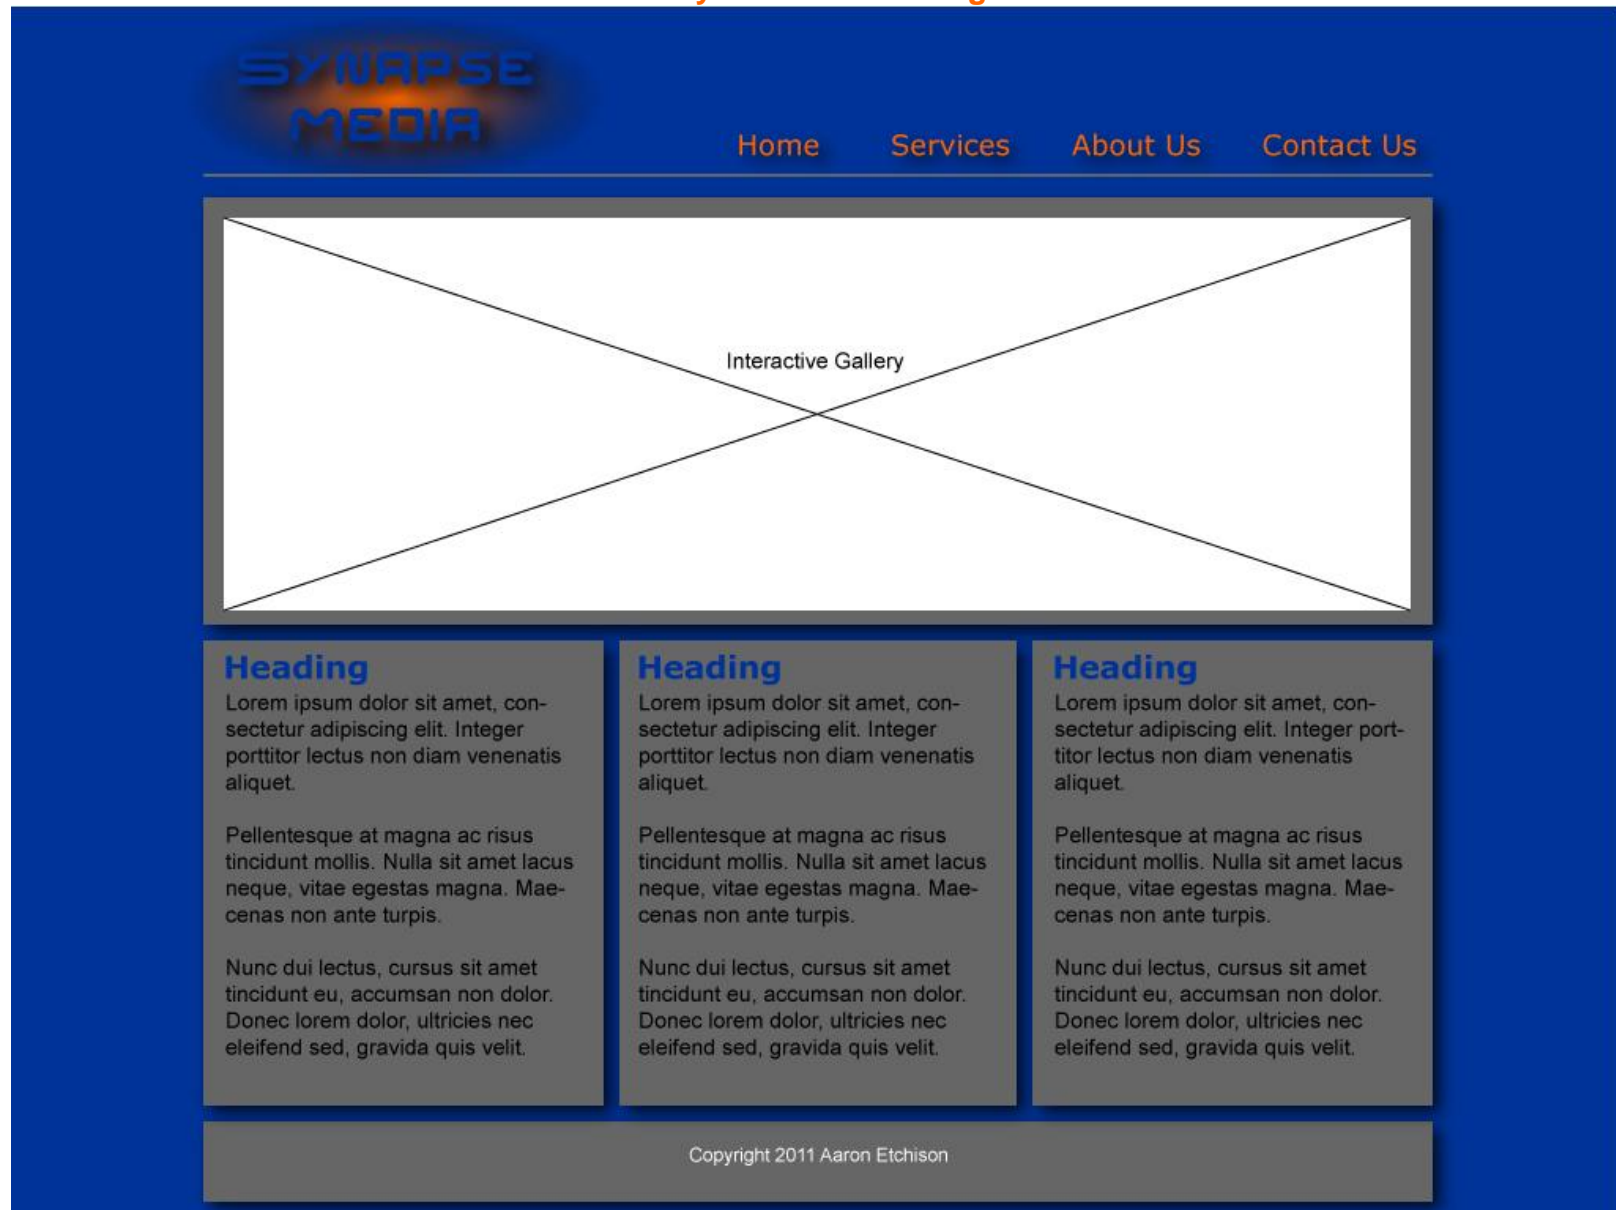 SYNAPSE
MEDIA
Home Services About Us Contact Us
Interactive Gallery
Heading
Lorem ipsum dolor sit amet, con-
sectetur adipiscing elit. Integer
porttitor lectus non diam venenatis
aliquet.
Pellentesque at magna ac risus
tincidunt mollis. Nulla sit amet lacus
neque, vitae egestas magna. Mae-
cenas non ante turpis.
Nunc dui lectus, cursus sit amet
tincidunt eu, accumsan non dolor.
Donec lorem dolor, ultricies nec
eleifend sed, gravida quis velit.
Heading
Lorem ipsum dolor sit amet, con-
sectetur adipiscing elit. Integer
porttitor lectus non diam venenatis
aliquet.
Pellentesque at magna ac risus
tincidunt mollis. Nulla sit amet lacus
neque, vitae egestas magna. Mae-
cenas non ante turpis.
Nunc dui lectus, cursus sit amet
tincidunt eu, accumsan non dolor.
Donec lorem dolor, ultricies nec
eleifend sed, gravida quis velit.
Heading
Lorem ipsum dolor sit amet, con-
sectetur adipiscing elit. Integer port-
titor lectus non diam venenatis
aliquet.
Pellentesque at magna ac risus
tincidunt mollis. Nulla sit amet lacus
neque, vitae egestas magna. Mae-
cenas non ante turpis.
Nunc dui lectus, cursus sit amet
tincidunt eu, accumsan non dolor.
Donec lorem dolor, ultricies nec
eleifend sed, gravida quis velit.
Copyright 2011 Aaron Etchison